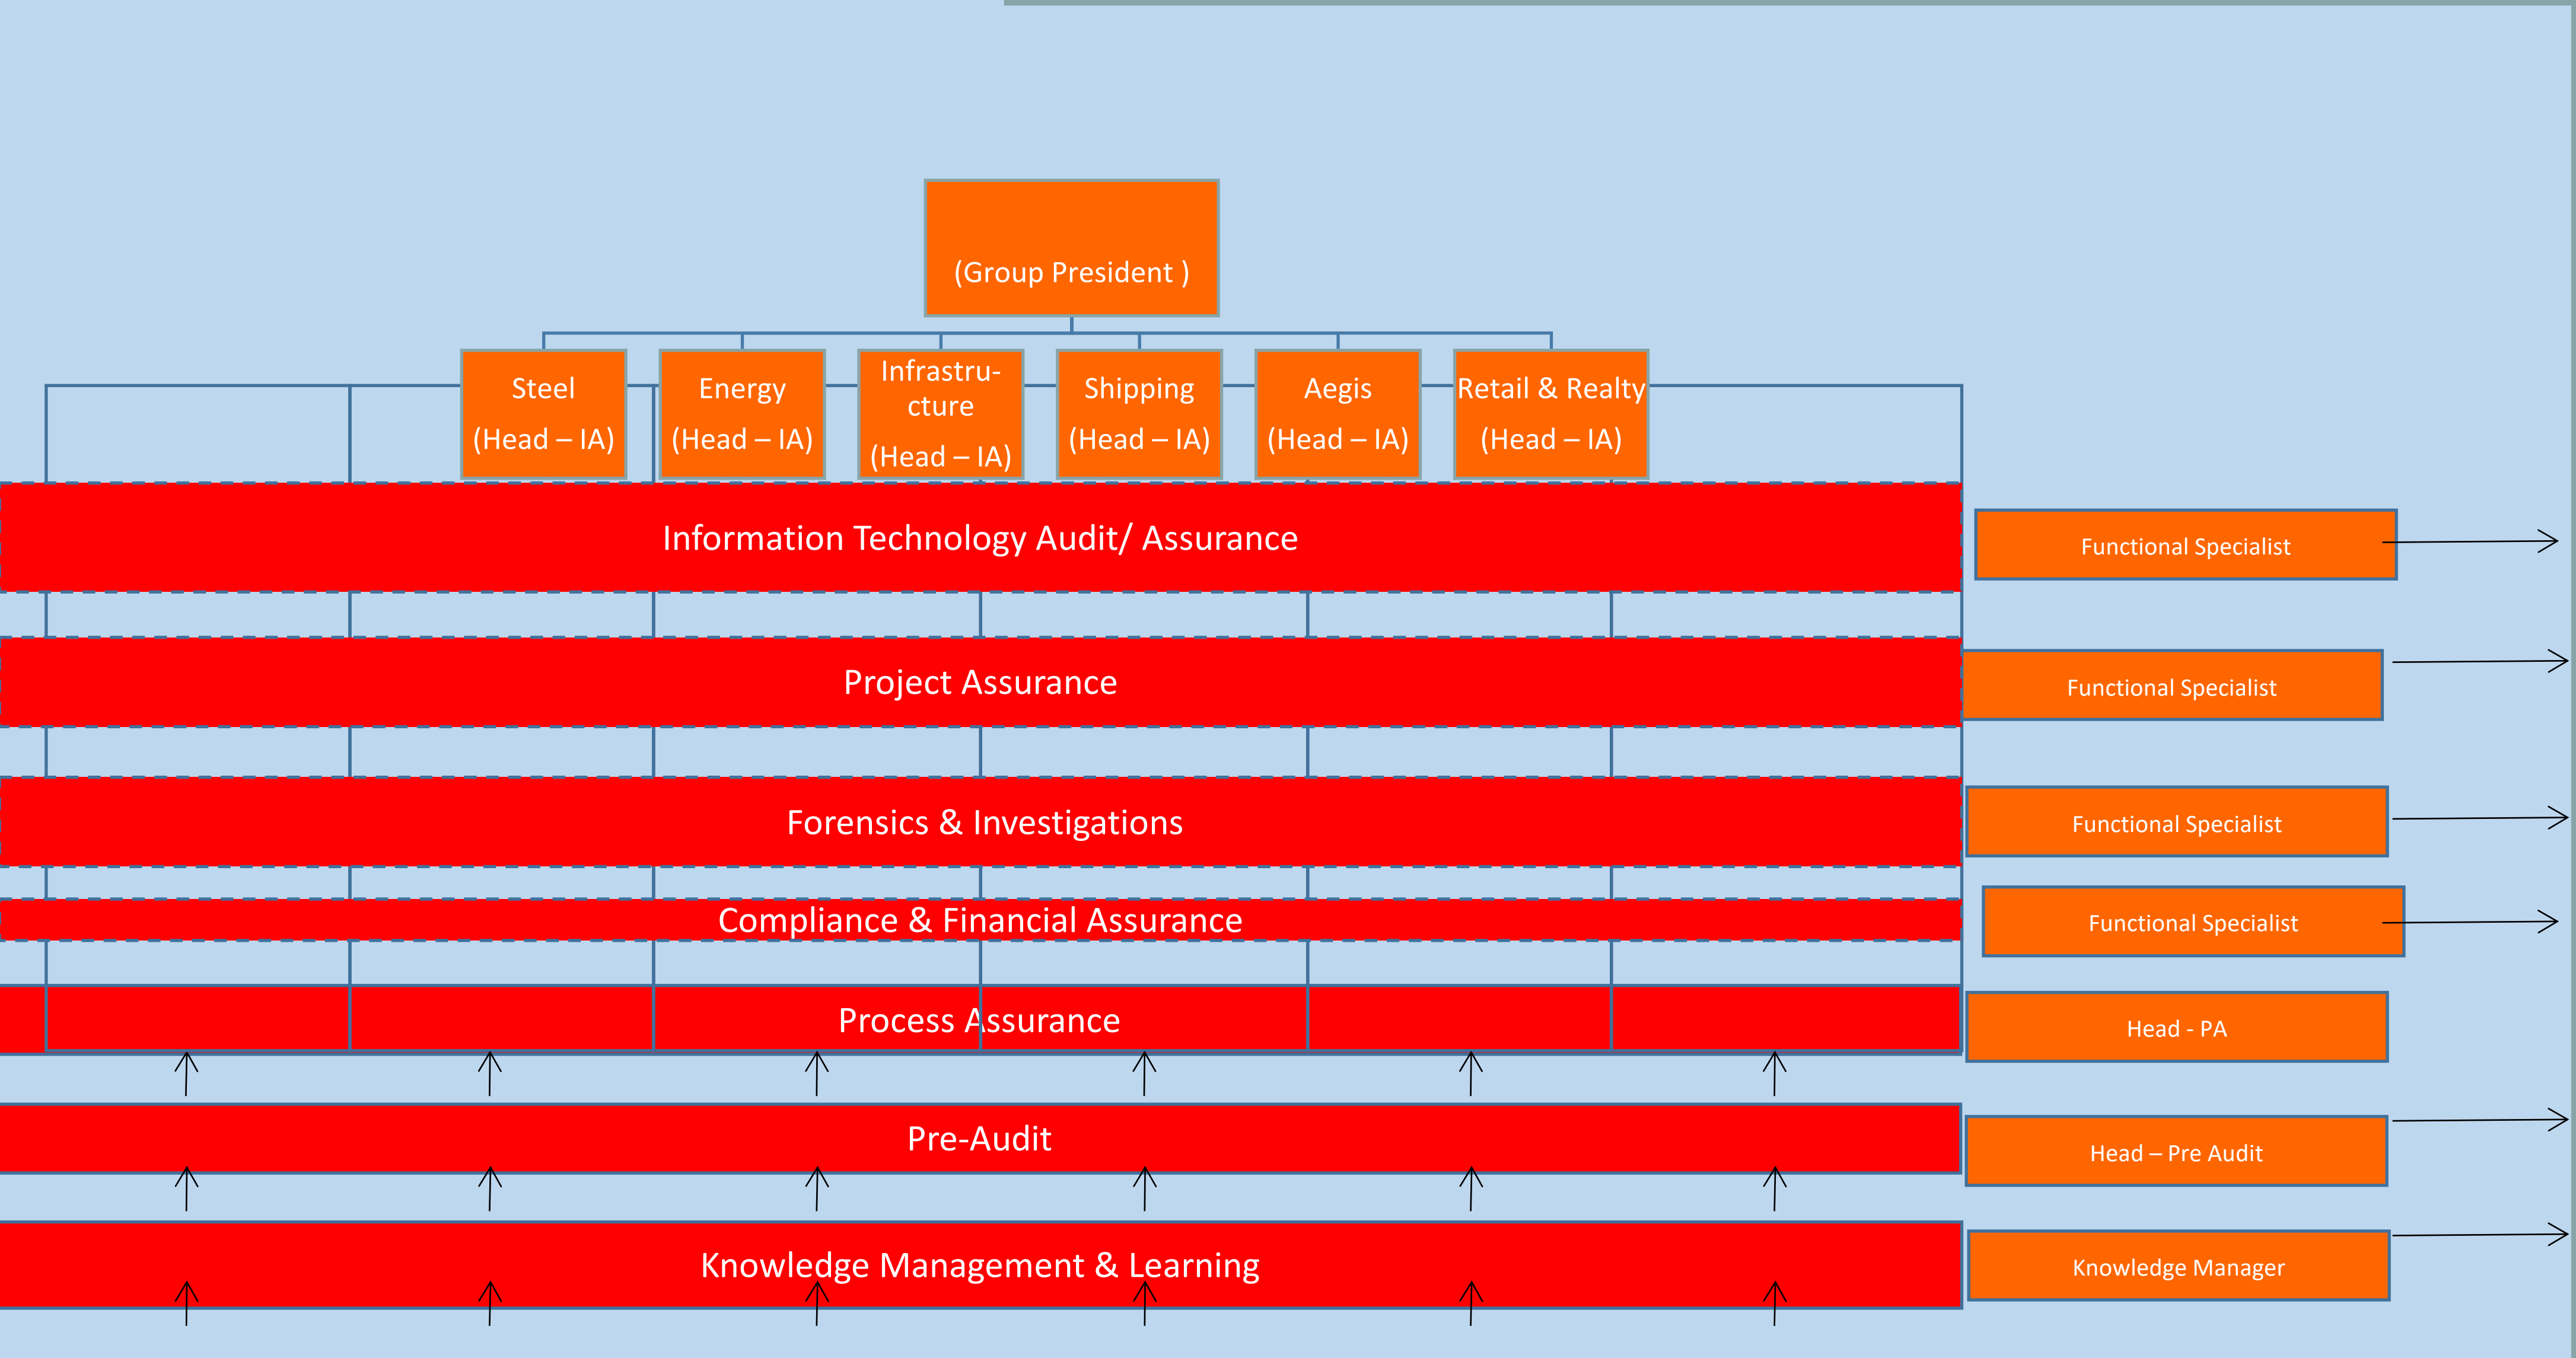 (Group President )
Steel
(Head – IA)
Energy
(Head – IA)
Infrastru-
cture
(Head – IA)
Shipping
(Head – IA)
Aegis
(Head – IA)
Retail & Realty
(Head – IA)
Information Technology Audit/ Assurance
Functional Specialist
Project Assurance
Functional Specialist
Forensics & Investigations
Functional Specialist
Compliance & Financial Assurance
Functional Specialist
Process Assurance
Head - PA
Pre-Audit
Head – Pre Audit
Knowledge Management & Learning
Knowledge Manager